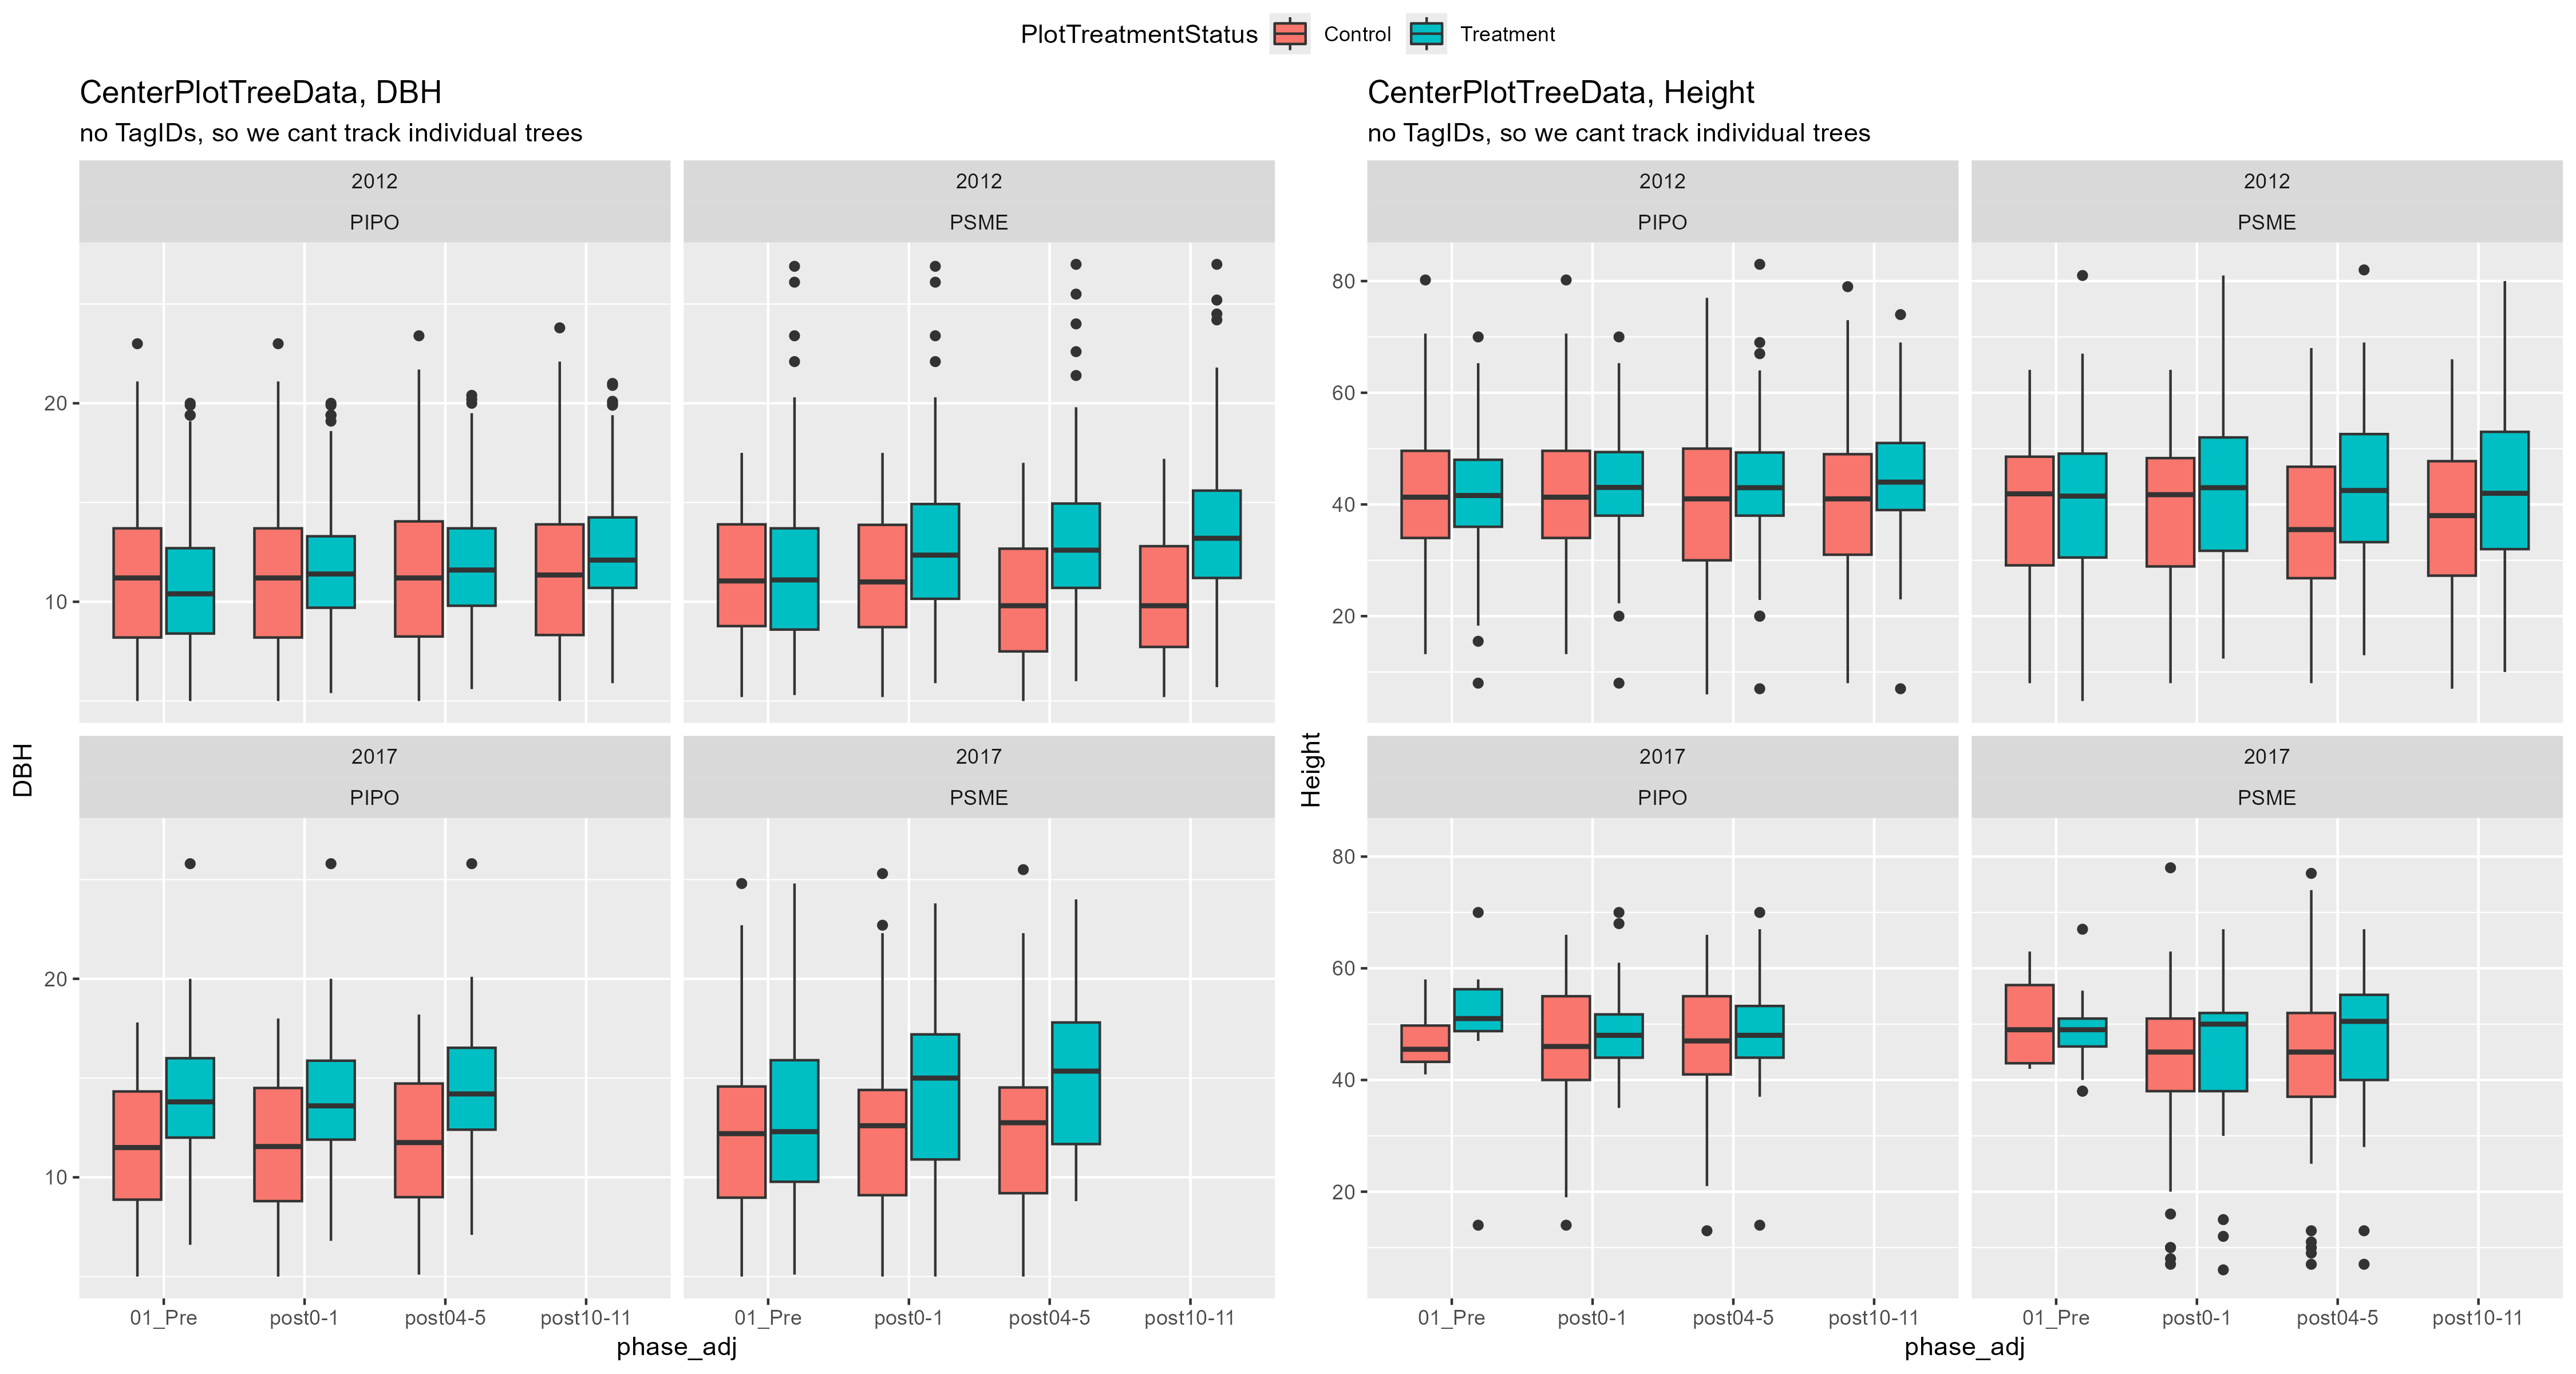 PlotTreatmentStatus Control Treatment
CenterPlotTreeData, DBH
no TagIDs, so we cant track individual trees
2012
PIPO
2012
PSME
20
10
2017
PIPO
2017
PSME
20
10
DBH
01_Pre post0-1 post04-5 post10-11
01_Pre post0-1 post04-5 post10-11
phase_adj
CenterPlotTreeData, Height
no TagIDs, so we cant track individual trees
2012
PIPO
2012
PSME
80
60
40
20
2017
PIPO
2017
PSME
80
60
40
20
Height
01_Pre post0-1 post04-5 post10-11
01_Pre post0-1 post04-5 post10-11
phase_adj